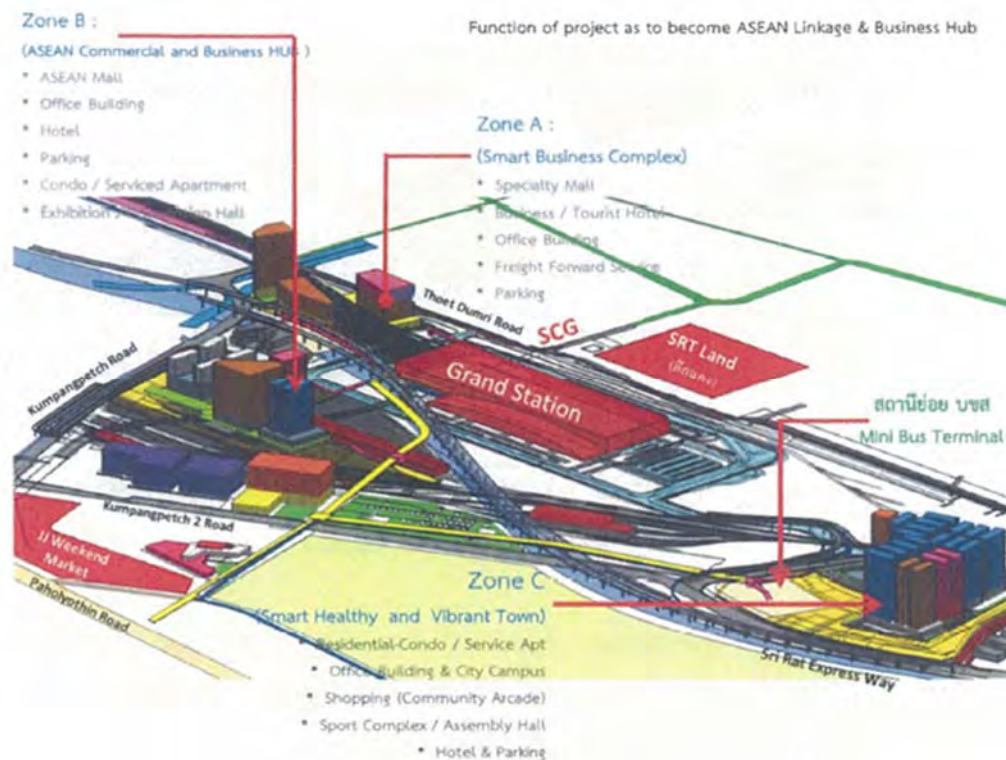 Zone B :
(ASEAN Commercial and Business HUB )
* ASEAN Mall
* Office Building
* Hotel
* Parking
* Condo / Serviced Apartment
* Exhibition / Hall
Function of project as to become ASEAN Linkage & Business Hub
Zone A :
(Smart Business Complex)
* Specialty Mall
* Business / Tourist Hotel
* Office Building
* Freight Forward Service
* Parking
Thoet Dumri Road
SCG
SRT Land
Grand Station
Kumpangpetch Road
สถานีย่อย บขส
Mini Bus Terminal
Kumpangpetch 2 Road
JJ Weekend
Market
Paholyothin Road
Zone C
(Smart Healthy and Vibrant Town)
* Residential-Condo / Service Apt
* Office Building & City Campus
* Shopping (Community Arcade)
* Sport Complex / Assembly Hall
* Hotel & Parking
Sri Rat Express Way